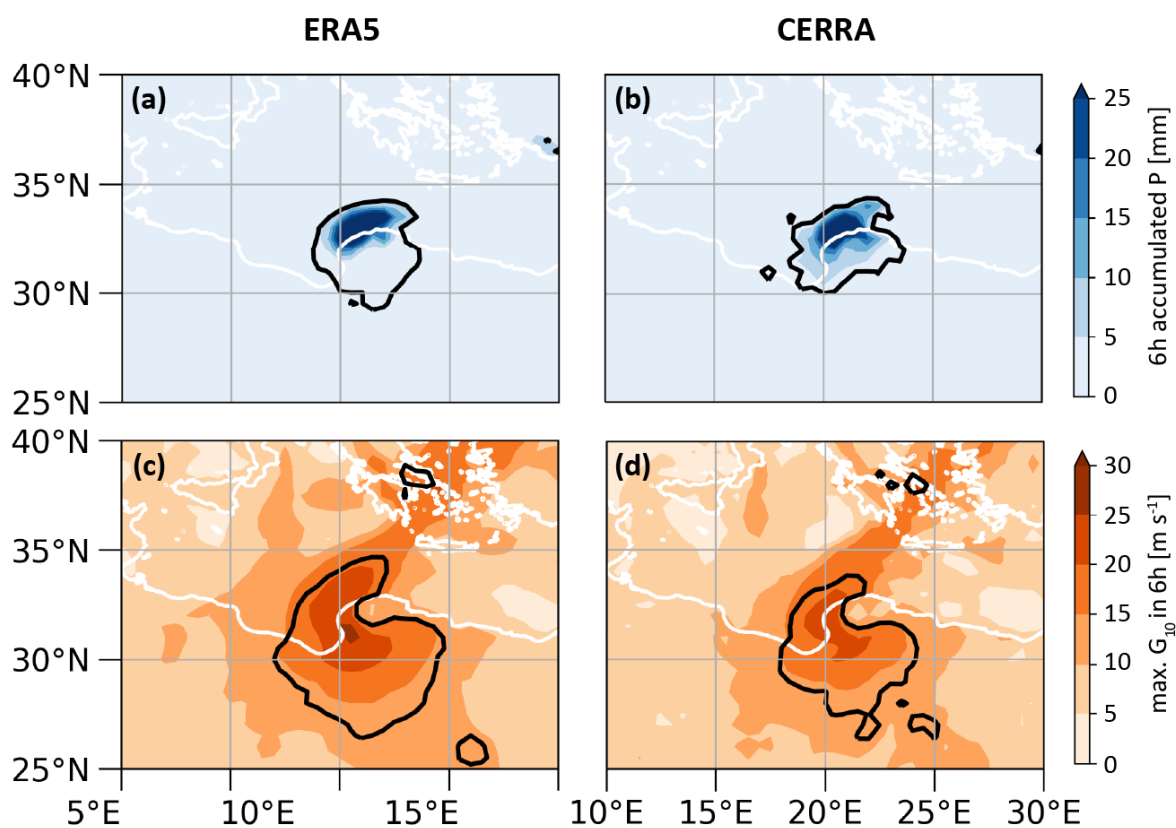 ERA5 CERRA
40°N (a) (b) 25
35°N 20
15
30°N 10
5
25°N 0
6h accumulated P [mm]
40°N (c) (d) 30
25
35°N 20
15
30°N 10
5
25°N 0
max. G₁₀ in 6h [m s⁻¹]
5°E 10°E 15°E 10°E 15°E 20°E 25°E 30°E